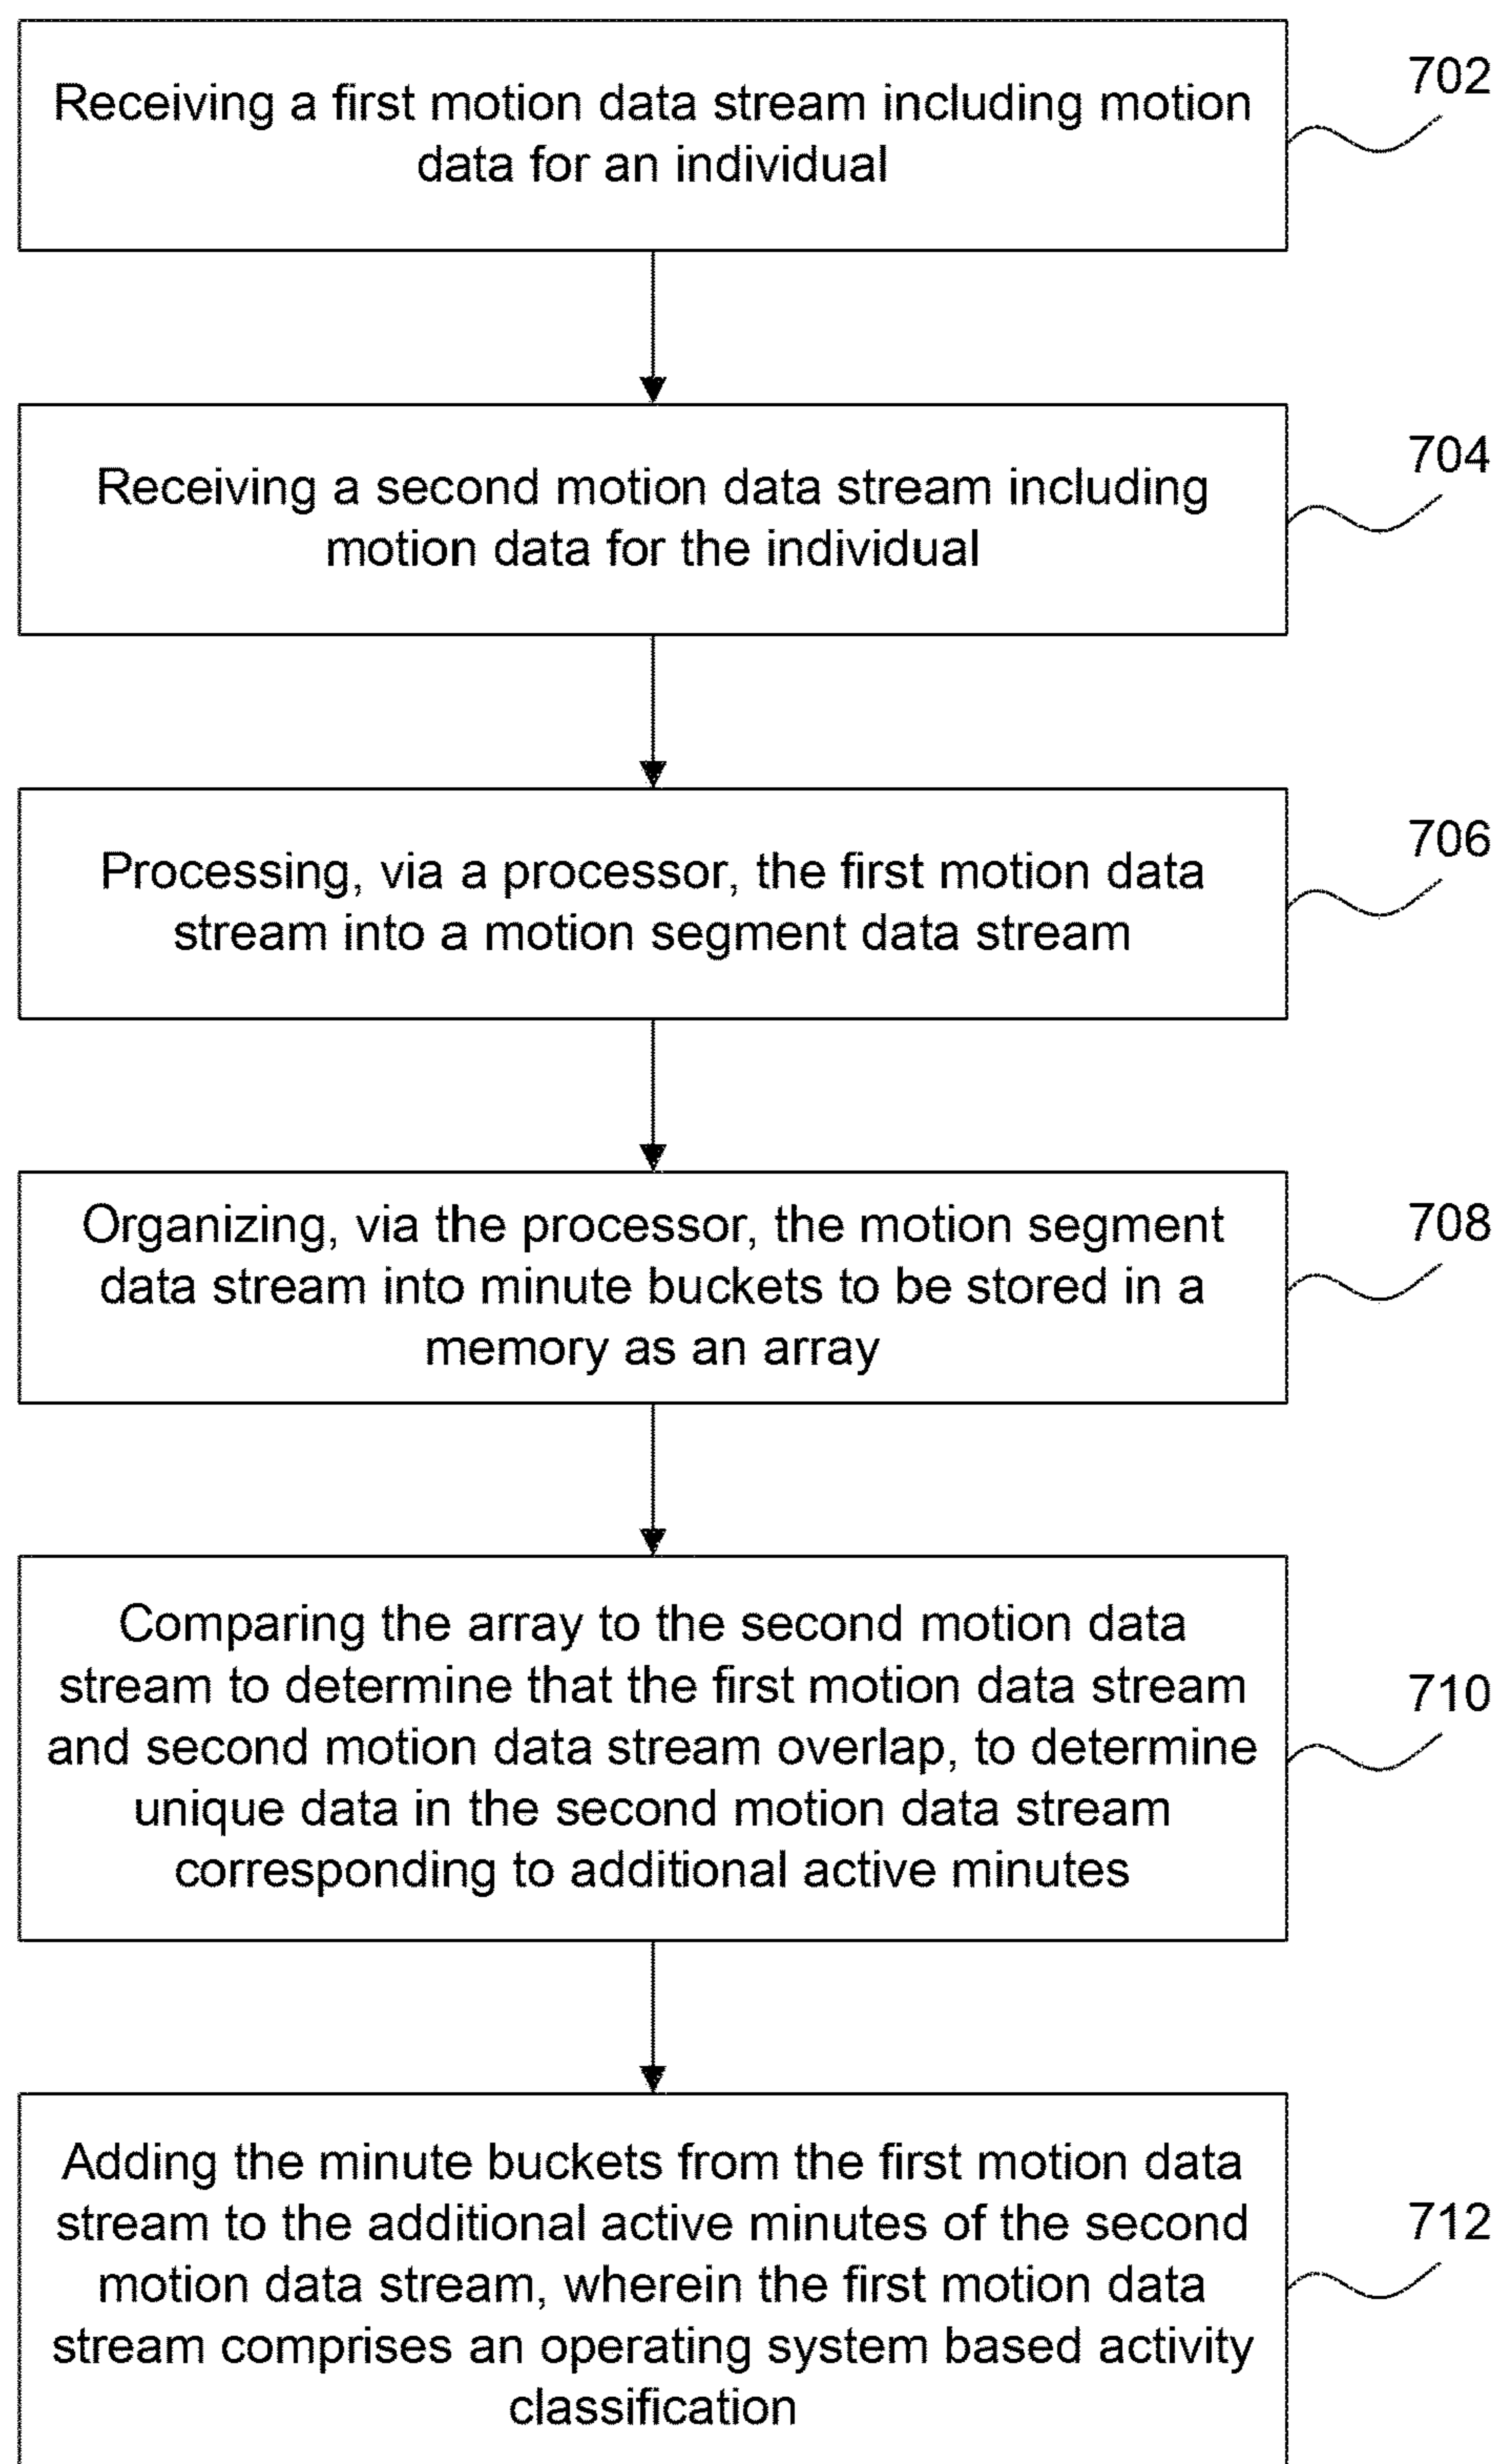 Receiving a first motion data stream including motion
data for an individual
702
Receiving a second motion data stream including
motion data for the individual
704
Processing, via a processor, the first motion data
stream into a motion segment data stream
706
Organizing, via the processor, the motion segment
data stream into minute buckets to be stored in a
memory as an array
708
Comparing the array to the second motion data
stream to determine that the first motion data stream
and second motion data stream overlap, to determine
unique data in the second motion data stream
corresponding to additional active minutes
710
Adding the minute buckets from the first motion data
stream to the additional active minutes of the second
motion data stream, wherein the first motion data
stream comprises an operating system based activity
classification
712